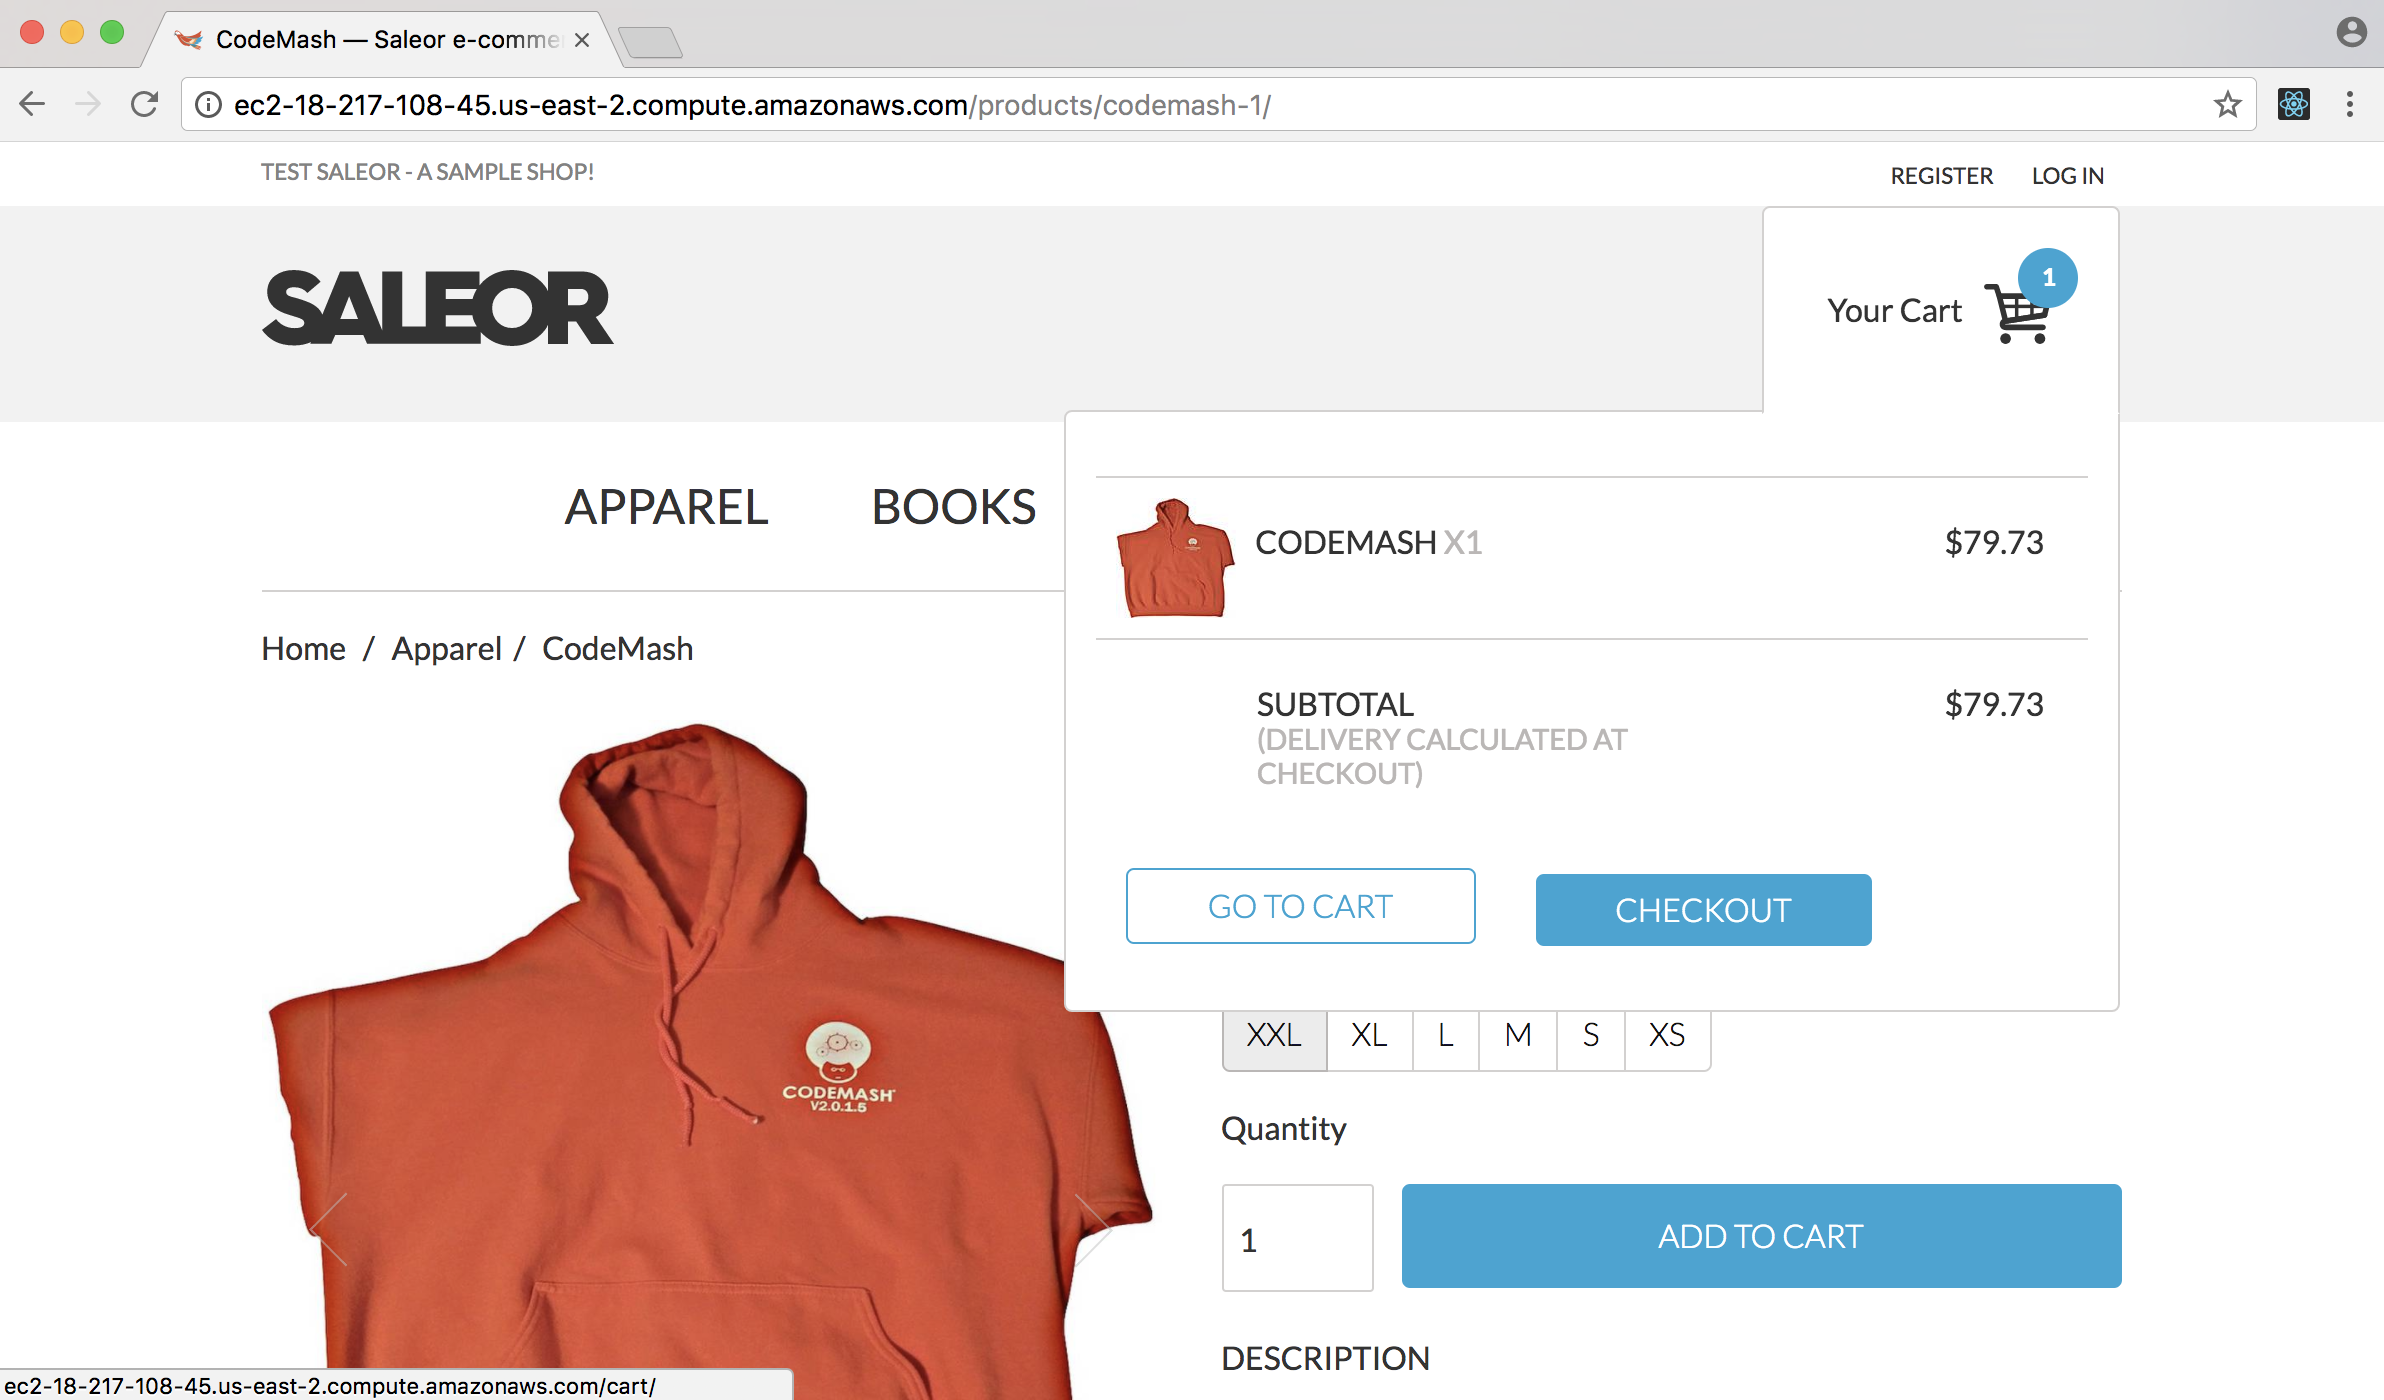 CodeMash — Saleor e-comme
ec2-18-217-108-45.us-east-2.compute.amazonaws.com/products/codemash-1/
TEST SALEOR - A SAMPLE SHOP!
REGISTER LOG IN
SALEOR
Your Cart 1
APPAREL BOOKS
CODEMASH X1 $79.73
SUBTOTAL $79.73
(DELIVERY CALCULATED AT
CHECKOUT)
GO TO CART CHECKOUT
Home / Apparel / CodeMash
CODEMASH
V2.0.1.5
XXL XL L M S XS
Quantity
1 ADD TO CART
DESCRIPTION
ec2-18-217-108-45.us-east-2.compute.amazonaws.com/cart/